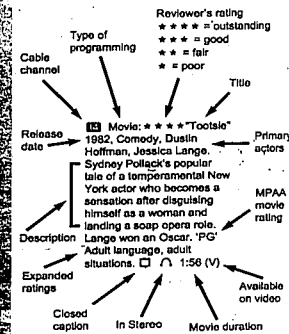 Reviewer's rating
★ ★ ★ ★ = outstanding
★ ★ ★ = good
★ ★ = fair
★ = poor
Type of
programming
Cable
channel
Title
Movie: ★ ★ ★ ★ "Tootsie"
1982, Comedy, Dustin
Hoffman, Jessica Lange.
Sydney Pollack's popular
tale of a temperamental New
York actor who becomes a
sensation after disguising
himself as a woman and
landing a soap opera role.
Lange won an Oscar. 'PG'
Adult language, adult
situations. 1:56 (V)
Release
date
Primary
actors
MPAA
movie
rating
Description
Expanded
ratings
Available
on video
Closed
caption
In Stereo
Movie duration